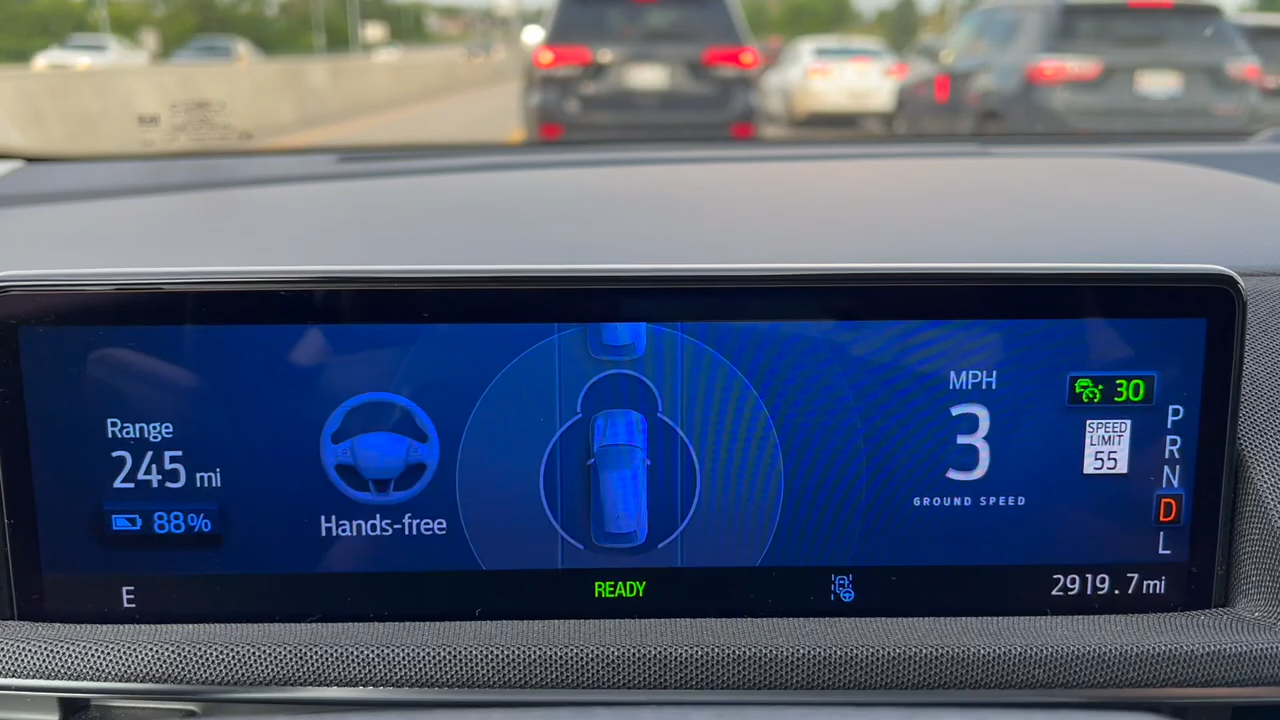 Range
245 mi
88%
Hands-free
MPH
3
GROUND SPEED
30
SPEED
LIMIT
55
P
R
N
D
L
E
READY
2919.7 mi